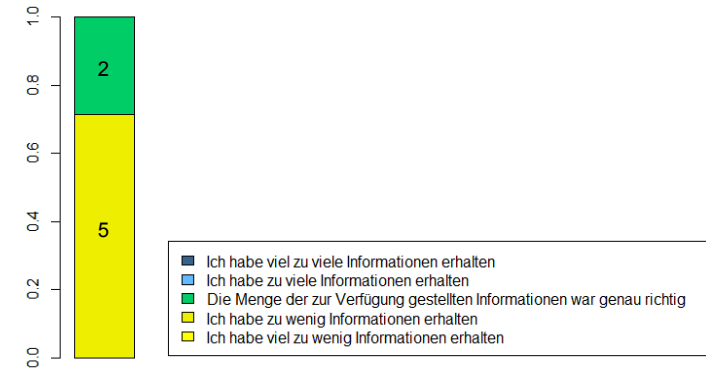 1.0
2
0.8
0.6
0.4
5
0.2
0.0
Ich habe viel zu viele Informationen erhalten
Ich habe zu viele Informationen erhalten
Die Menge der zur Verfügung gestellten Informationen war genau richtig
Ich habe zu wenig Informationen erhalten
Ich habe viel zu wenig Informationen erhalten